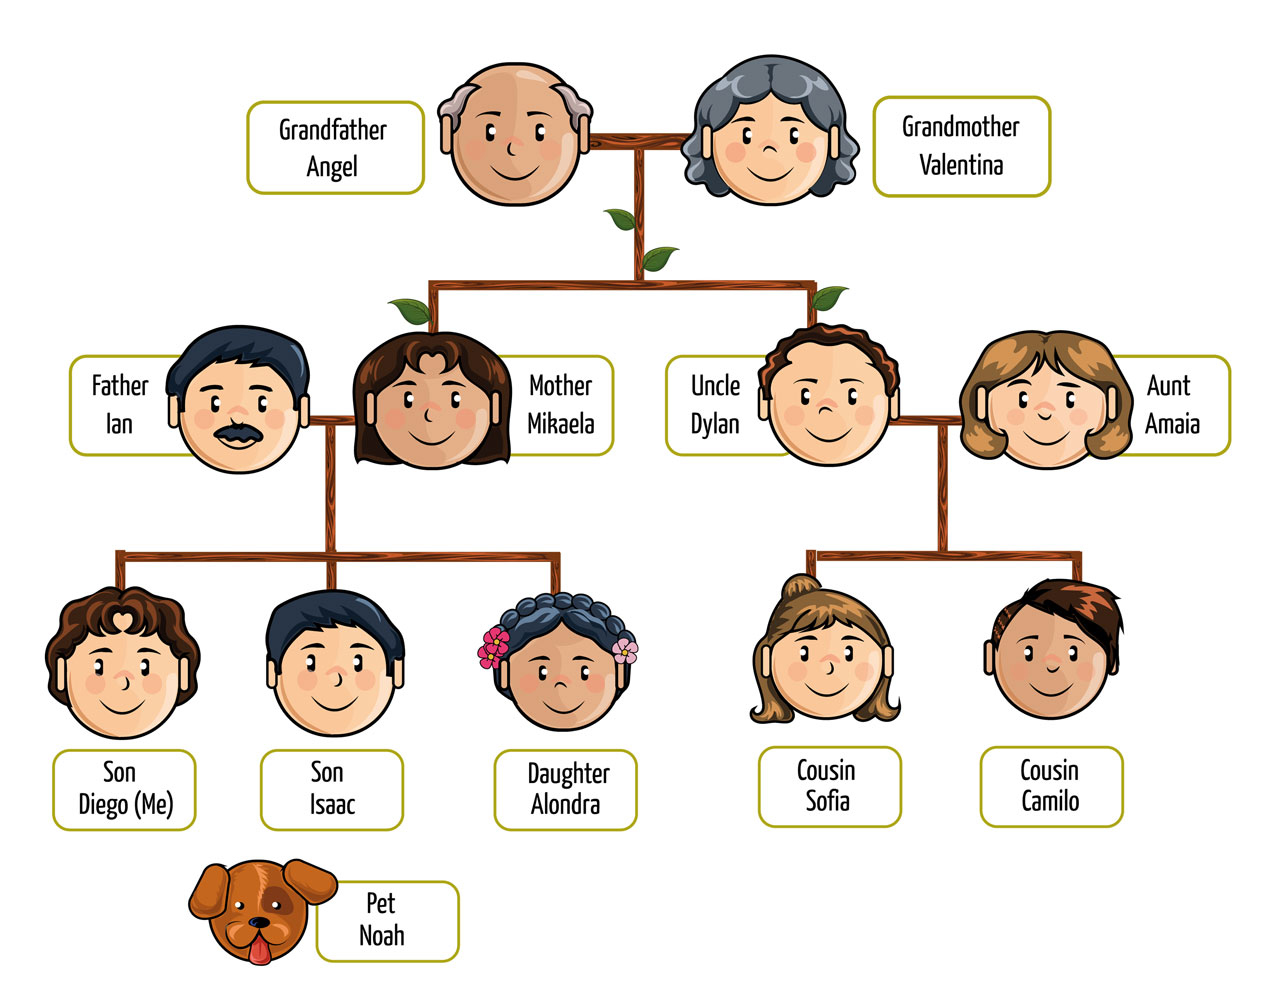 Grandfather
Angel
Grandmother
Valentina
Father
Ian
Mother
Mikaela
Uncle
Dylan
Aunt
Amaia
Son
Diego (Me)
Son
Isaac
Daughter
Alondra
Cousin
Sofia
Cousin
Camilo
Pet
Noah